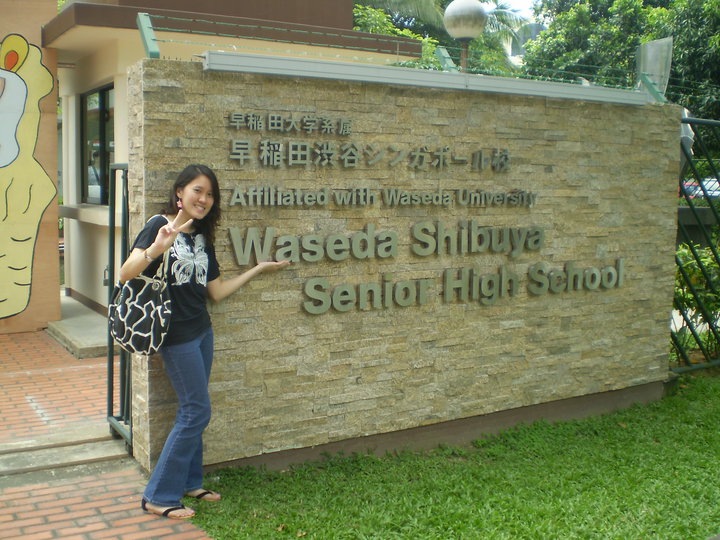 早稲田大学系属
早稲田渋谷シンガポール校
Affiliated with Waseda University
Waseda Shibuya
Senior High School